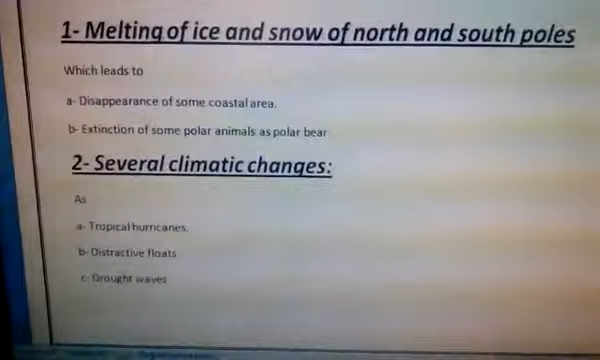 1- Melting of ice and snow of north and south poles
Which leads to
a- Disappearance of some coastal area.
b- Extinction of some polar animals as polar bear
2- Several climatic changes:
As
a- Tropical hurricanes.
b- Distractive floats
c- Drought waves